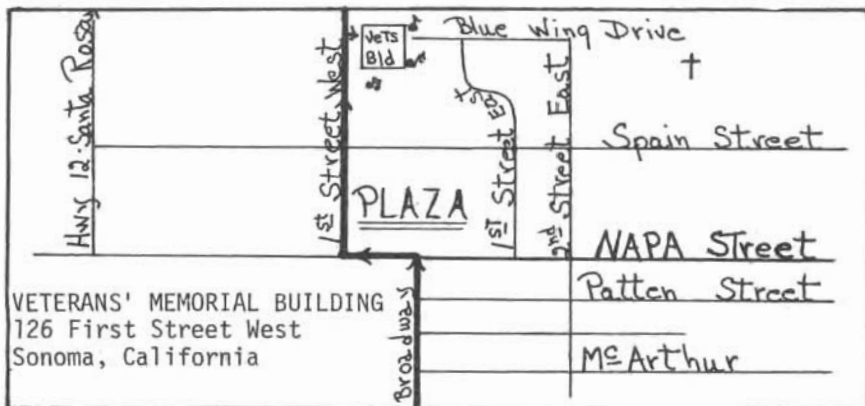 Hwy 12-Santa Rosa
1st Street West
Vets
Bld
Blue Wing Drive
1st Street East
2nd Street East
Spain Street
PLAZA
NAPA Street
Patten Street
VETERANS' MEMORIAL BUILDING
126 First Street West
Sonoma, California
Broadway
McArthur